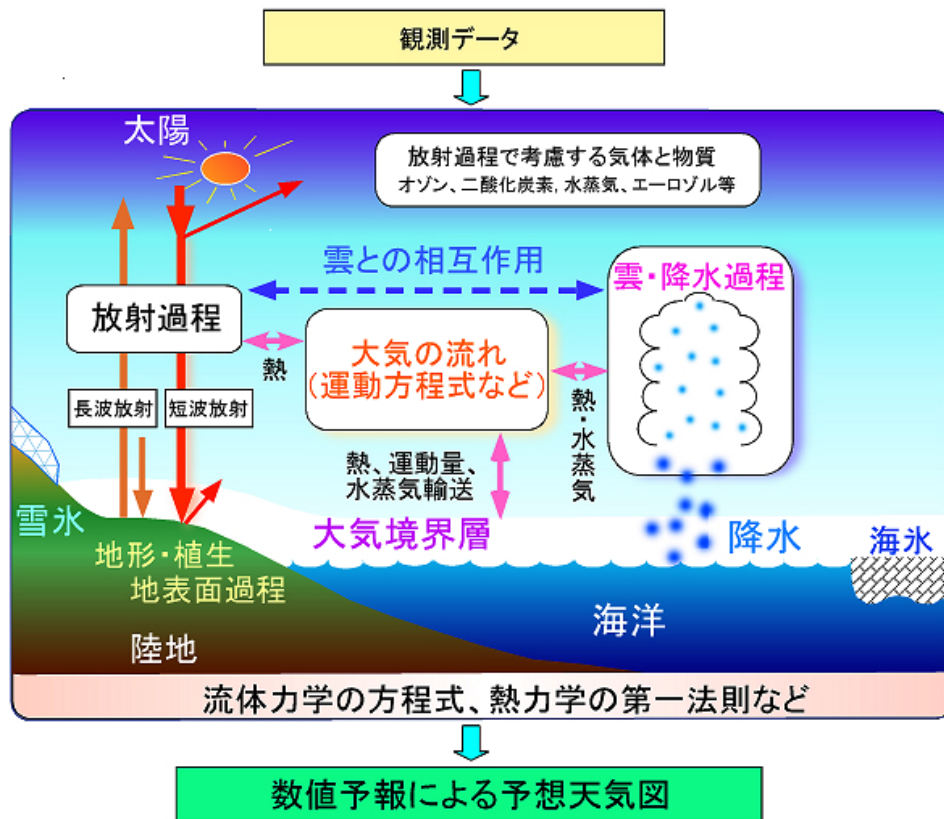 観測データ
太陽
放射過程で考慮する気体と物質
オゾン、二酸化炭素, 水蒸気、エーロゾル等
雲との相互作用
雲・降水過程
放射過程
熱
大気の流れ
(運動方程式など)
熱・水蒸気
長波放射
短波放射
熱、運動量、
水蒸気輸送
雪氷
大気境界層
降水
海氷
地形・植生
地表面過程
海洋
陸地
流体力学の方程式、熱力学の第一法則など
数値予報による予想天気図